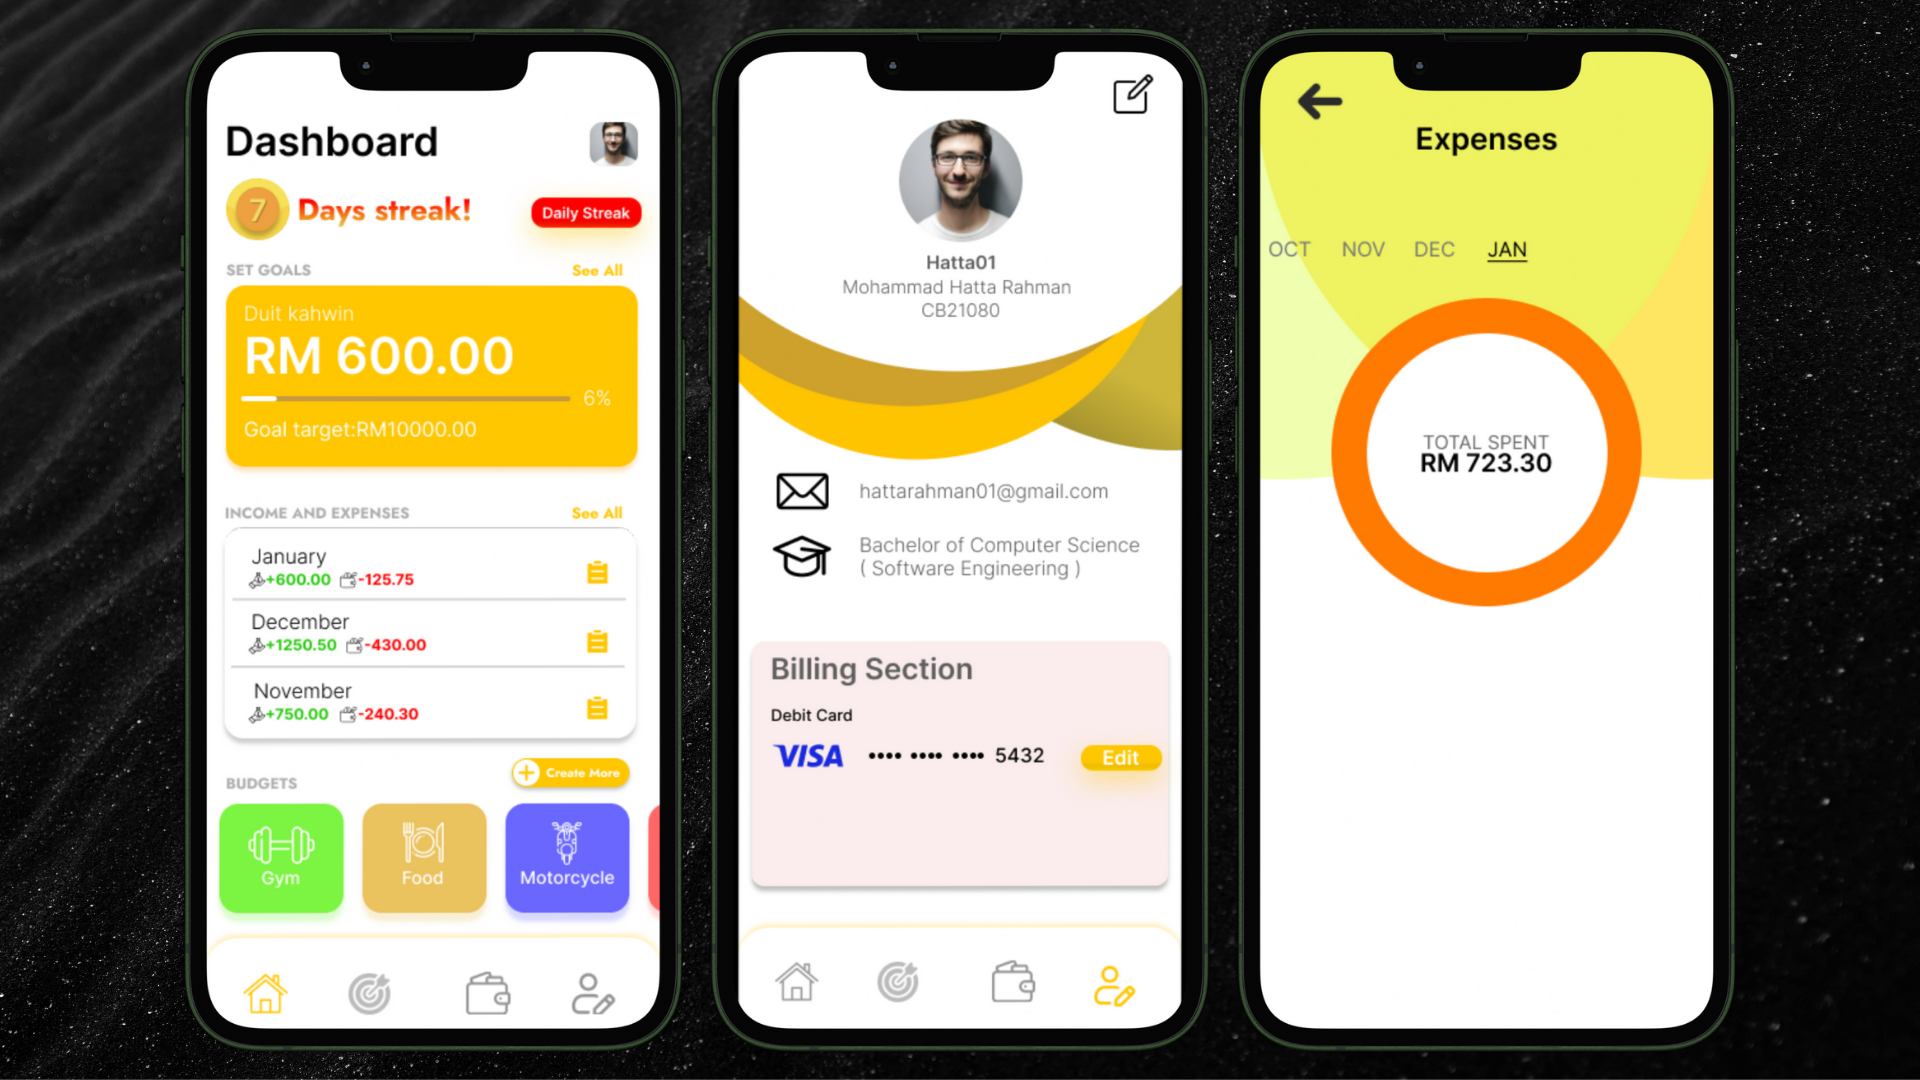 Dashboard
7 Days streak!
Daily Streak
SET GOALS
See All
Duit kahwin
RM 600.00
6%
Goal target:RM10000.00
INCOME AND EXPENSES
See All
January
+600.00 -125.75
December
+1250.50 -430.00
November
+750.00 -240.30
BUDGETS
Create More
Gym
Food
Motorcycle
Hatta01
Mohammad Hatta Rahman
CB21080
hattarahman01@gmail.com
Bachelor of Computer Science
( Software Engineering )
Billing Section
Debit Card
VISA •••• •••• •••• 5432
Edit
Expenses
OCT NOV DEC JAN
TOTAL SPENT
RM 723.30